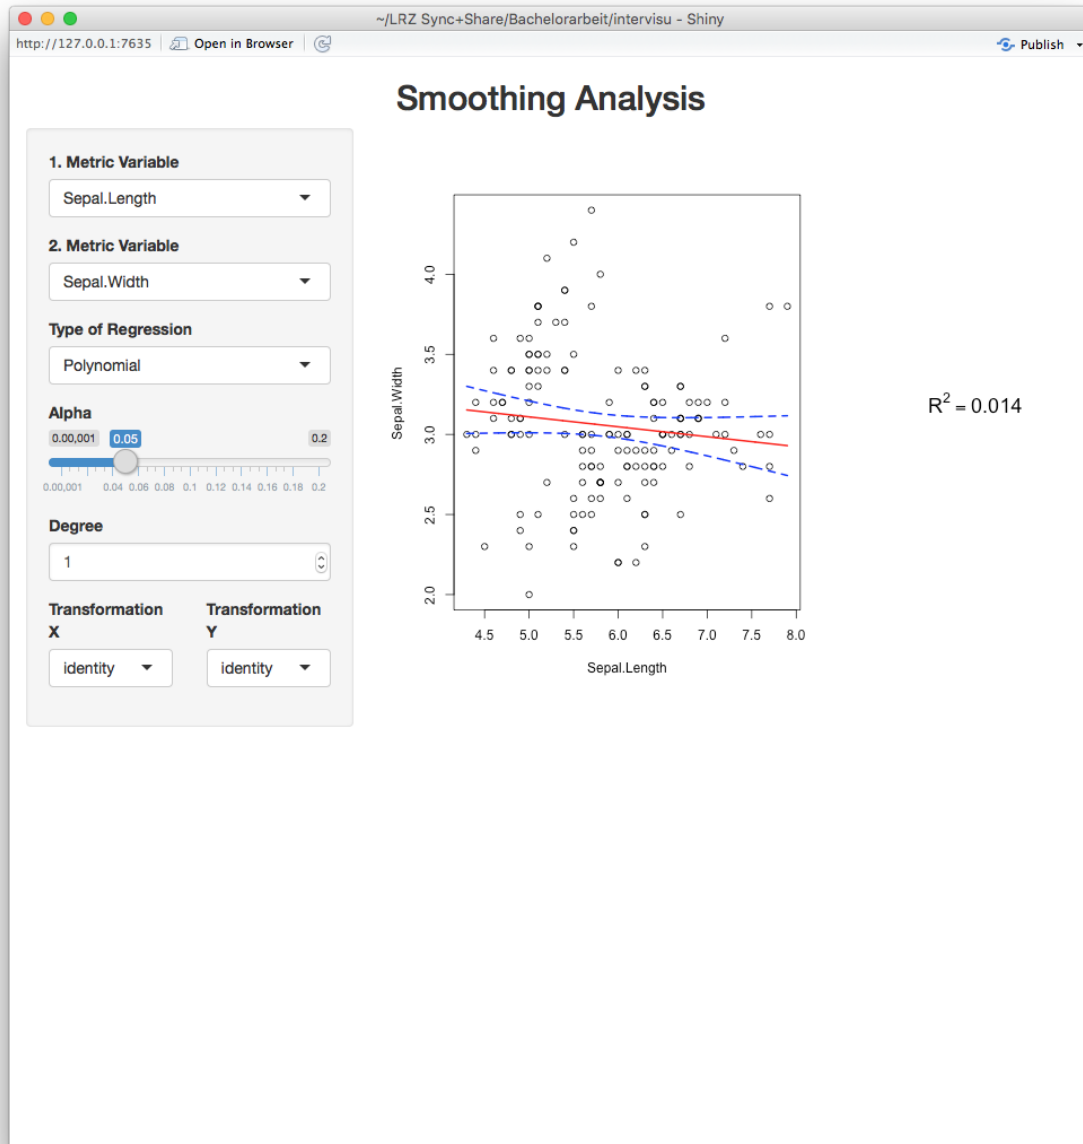 ~/LRZ Sync+Share/Bachelorarbeit/intervisu - Shiny
http://127.0.0.1:7635 Open in Browser Publish
Smoothing Analysis
1. Metric Variable
Sepal.Length
2. Metric Variable
Sepal.Width
Type of Regression
Polynomial
Alpha
0.00,001 0.05 0.2
0.00,001 0.04 0.06 0.08 0.1 0.12 0.14 0.16 0.18 0.2
Degree
1
Transformation X
Transformation Y
identity
identity
Sepal.Width
4.0
3.5
3.0
2.5
2.0
4.5 5.0 5.5 6.0 6.5 7.0 7.5 8.0
Sepal.Length
R² = 0.014